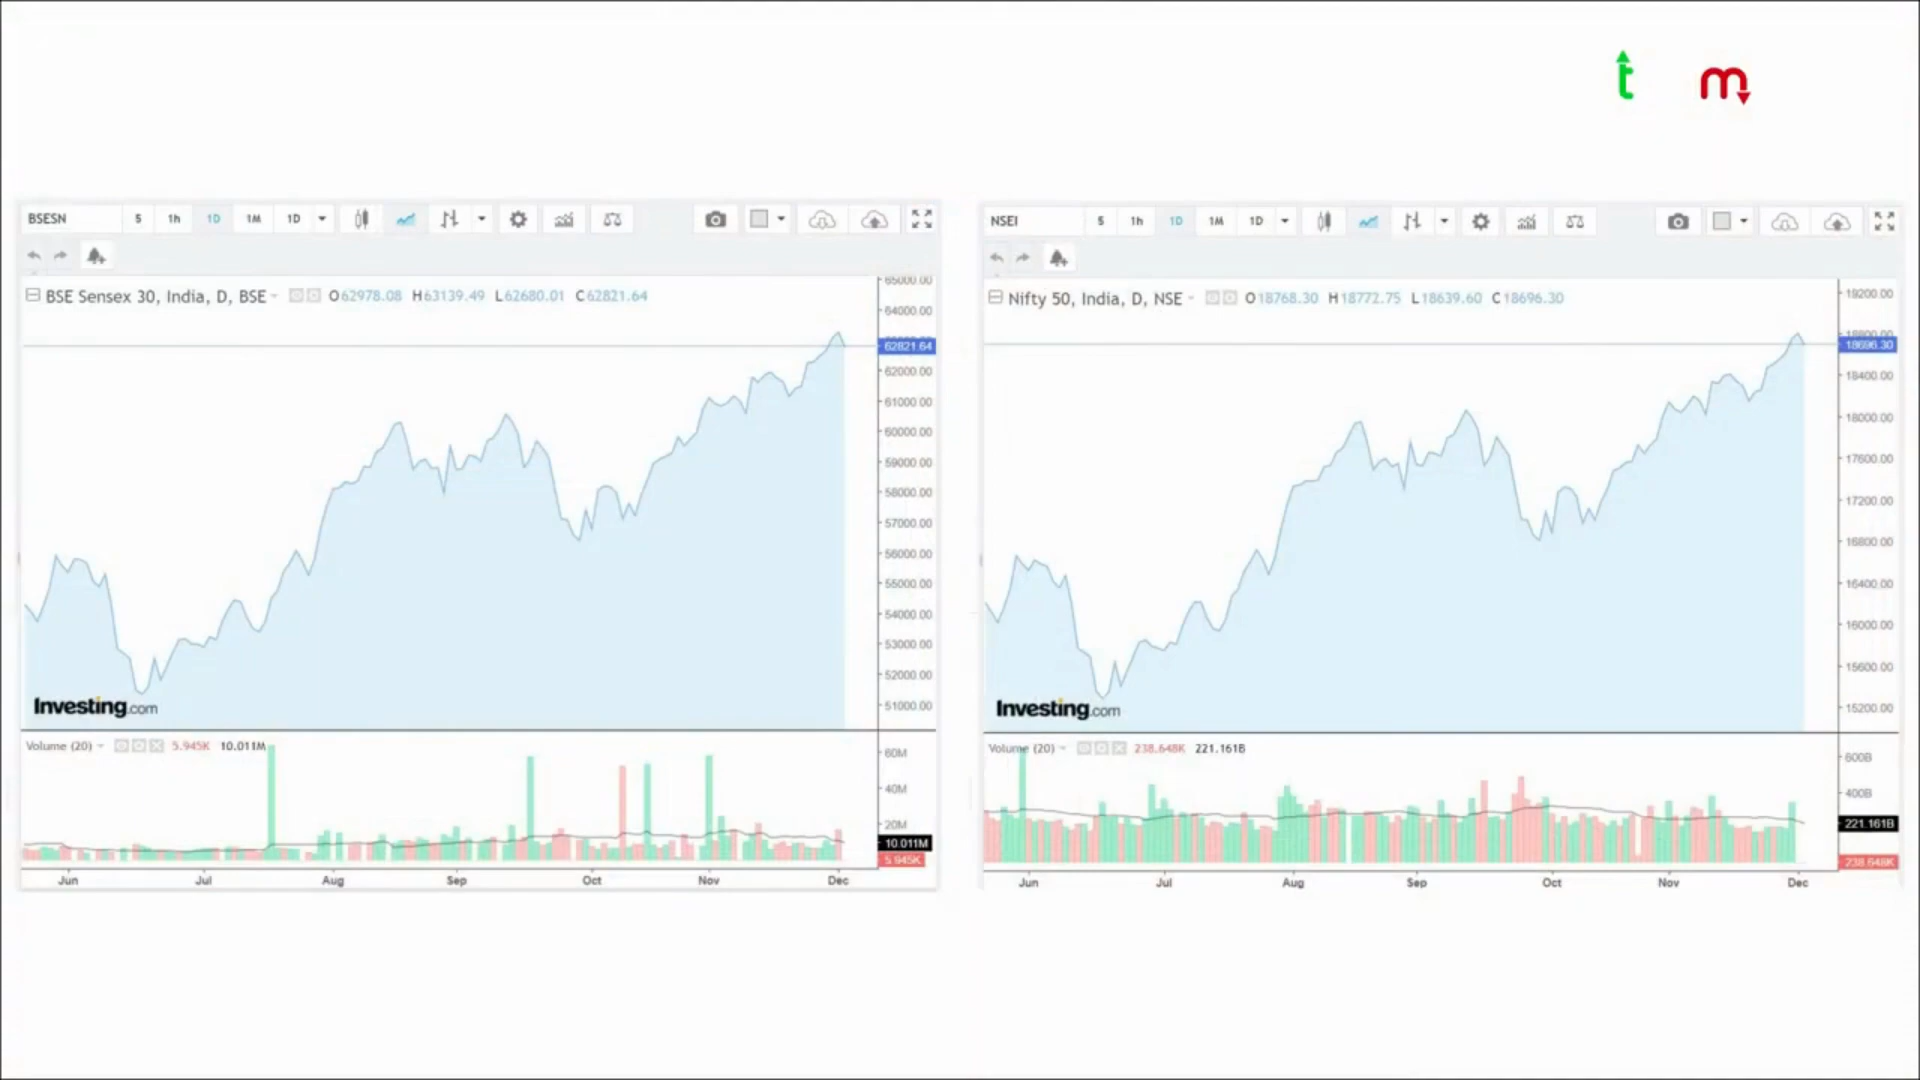 t m
BSESN 5 1h 1D 1M 1D
BSE Sensex 30, India, D, BSE O62978.08 H63139.49 L62680.01 C62821.64
65000.00
64000.00
62821.64
62000.00
61000.00
60000.00
59000.00
58000.00
57000.00
56000.00
55000.00
54000.00
53000.00
52000.00
51000.00
Investing.com
Volume (20) 5.945K 10.011M
60M
40M
20M
10.011M
5.945K
Jun Jul Aug Sep Oct Nov Dec
NSEI 5 1h 1D 1M 1D
Nifty 50, India, D, NSE O18768.30 H18772.75 L18639.60 C18696.30
19200.00
18800.00
18696.30
18400.00
18000.00
17600.00
17200.00
16800.00
16400.00
16000.00
15600.00
15200.00
Investing.com
Volume (20) 238.648K 221.161B
600B
400B
221.161B
238.648K
Jun Jul Aug Sep Oct Nov Dec